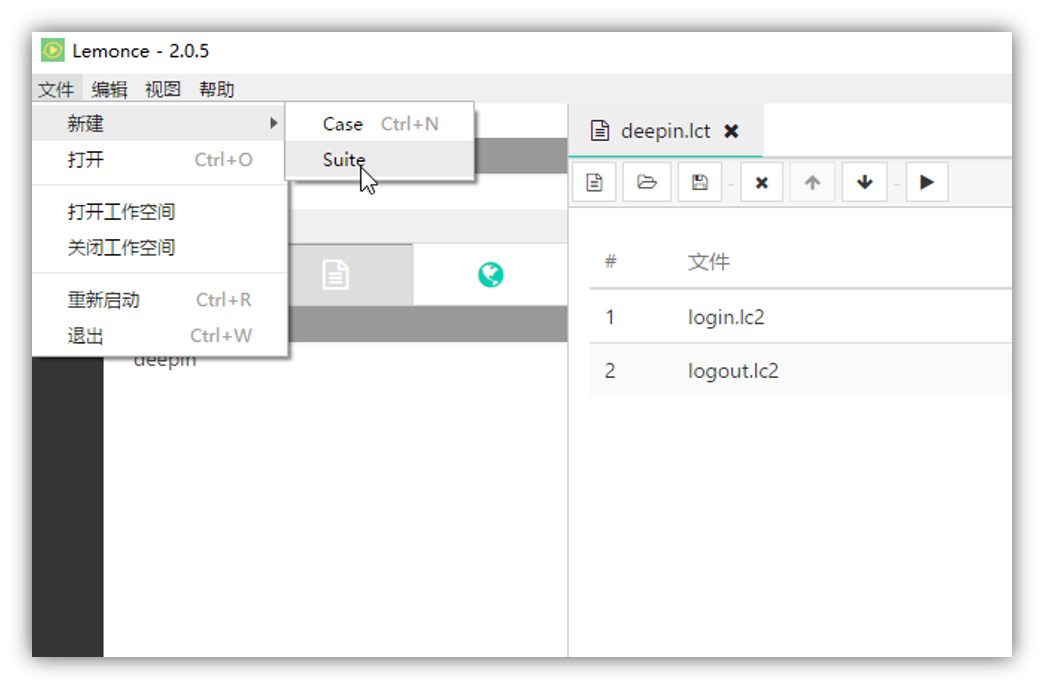 Lemonce - 2.0.5
文件 编辑 视图 帮助
新建
打开 Ctrl+O
打开工作空间
关闭工作空间
重新启动 Ctrl+R
退出 Ctrl+W
Case Ctrl+N
Suite
deepin
deepin.lct
# 文件
1 login.lc2
2 logout.lc2